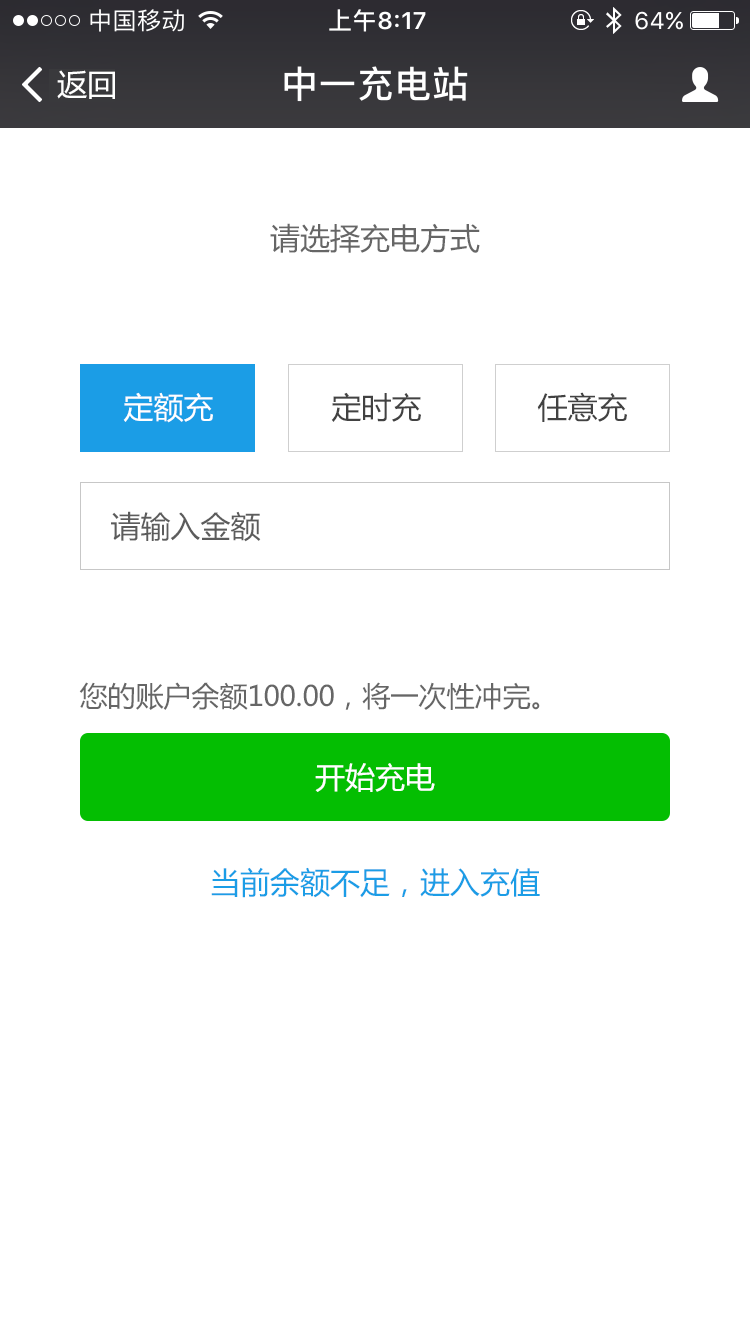 中国移动 上午8:17 64%
返回 中一充电站
请选择充电方式
定额充 定时充 任意充
请输入金额
您的账户余额100.00，将一次性冲完。
开始充电
当前余额不足，进入充值